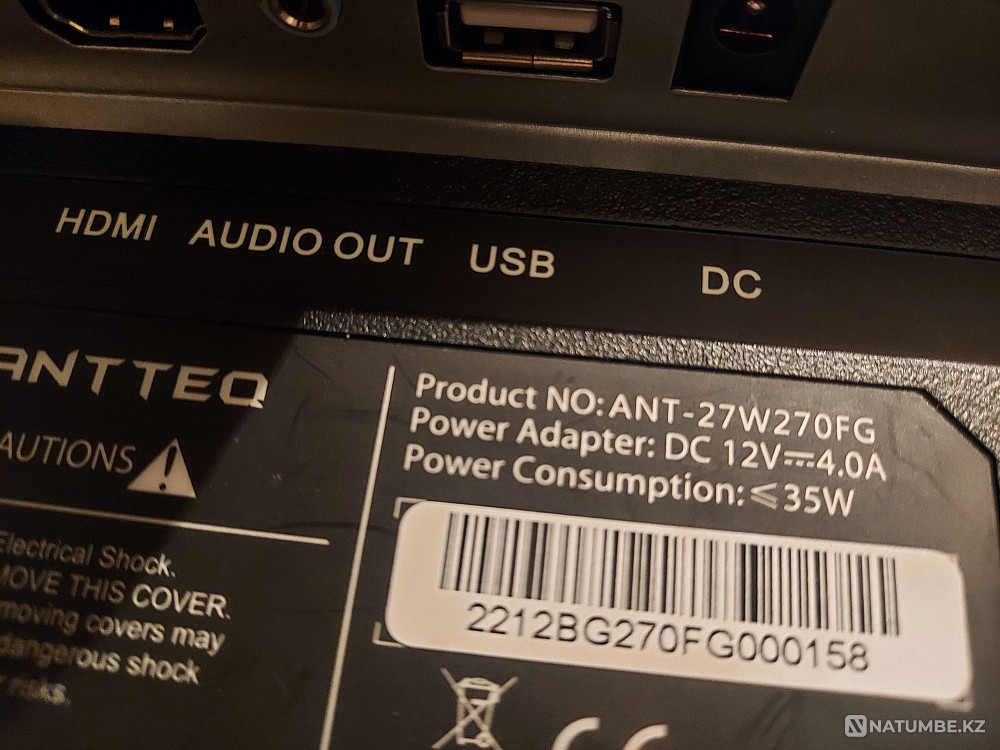 HDMI AUDIO OUT USB DC
ANTTEQ
AUTIONS
Electrical Shock.
MOVE THIS COVER.
moving covers may
dangerous shock
Product NO: ANT-27W270FG
Power Adapter: DC 12V⎓4.0A
Power Consumption: ≤35W
2212BG270FG000158
CE
NATUMBE.KZ